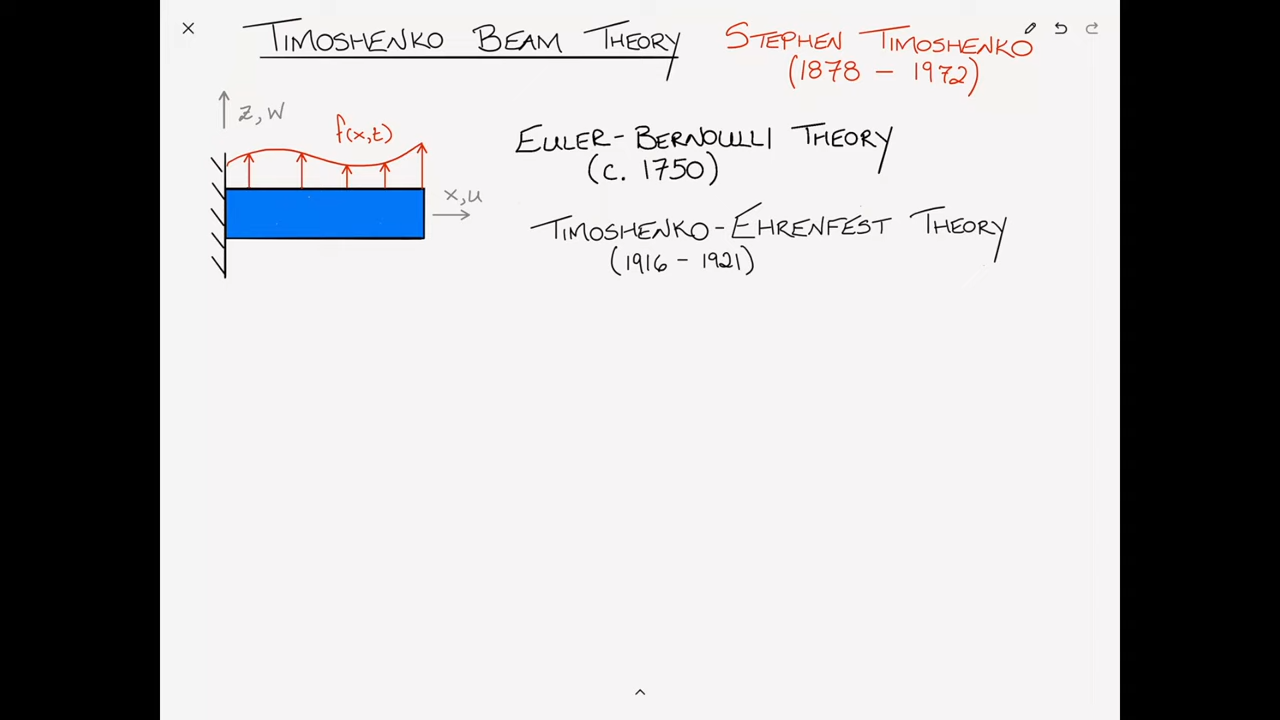 TIMOSHENKO BEAM THEORY
STEPHEN TIMOSHENKO
(1878 - 1972)
z, w
f(x,t)
x,u
EULER-BERNOULLI THEORY
(c. 1750)
TIMOSHENKO-EHRENFEST THEORY
(1916 - 1921)